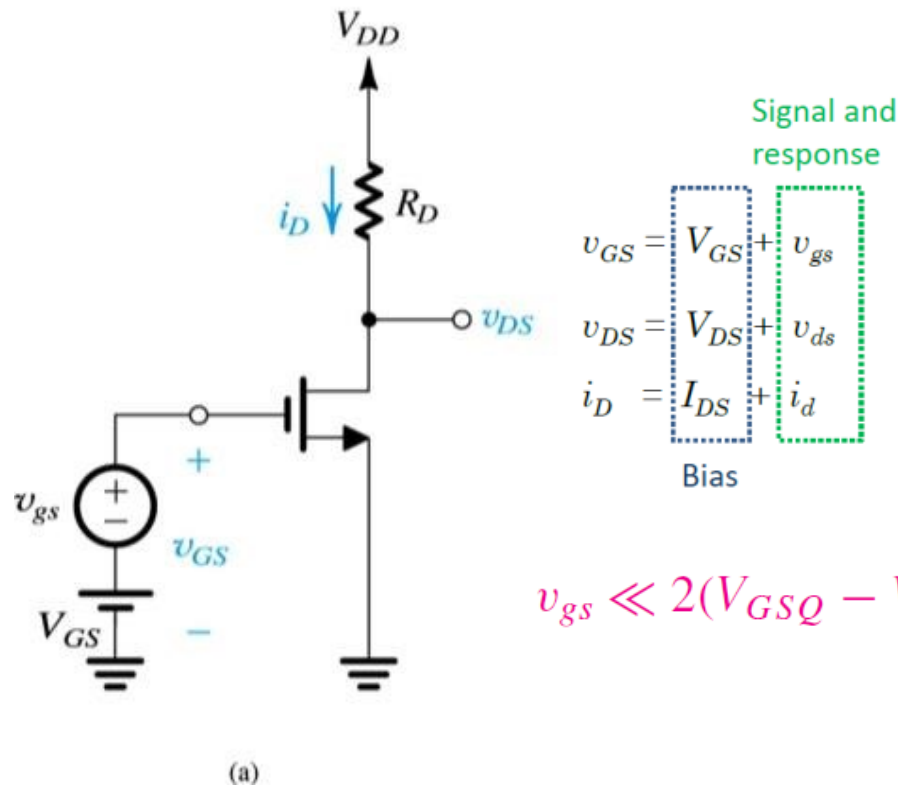 V_DD
Signal and
response
i_D
R_D
v_GS = V_GS + v_gs
v_DS
v_DS = V_DS + v_ds
i_D = I_DS + i_d
+
Bias
+
−
v_gs
v_GS
v_gs ≪ 2(V_GSQ −
V_GS
−
(a)